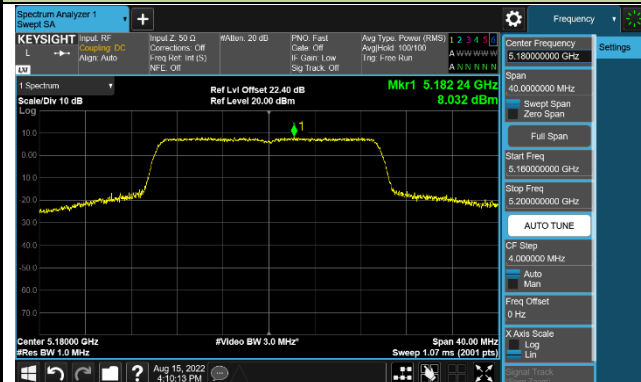 Spectrum Analyzer 1
Swept SA
Frequency
KEYSIGHT
Input: RF
Coupling: DC
Align: Auto
Input Z: 50 Ω
Corrections: Off
Freq Ref: Int (S)
NFE: Off
#Atten: 20 dB
PNO: Fast
Gate: Off
IF Gain: Low
Sig Track: Off
Avg Type: Power (RMS)
Avg|Hold: 100/100
Trig: Free Run
1 2 3 4 5 6
A W W W W W
A N N N N N
L
LXI
1 Spectrum
Scale/Div 10 dB
Log
Ref Lvl Offset 22.40 dB
Ref Level 20.00 dBm
Mkr1 5.182 24 GHz
8.032 dBm
1
10.0
0.00
-10.0
-20.0
-30.0
-40.0
-50.0
-60.0
-70.0
Center 5.18000 GHz
#Res BW 1.0 MHz
#Video BW 3.0 MHz*
Span 40.00 MHz
Sweep 1.07 ms (2001 pts)
Aug 15, 2022
4:10:13 PM
Center Frequency
5.180000000 GHz
Settings
Span
40.0000000 MHz
Swept Span
Zero Span
Full Span
Start Freq
5.160000000 GHz
Stop Freq
5.200000000 GHz
AUTO TUNE
CF Step
4.000000 MHz
Auto
Man
Freq Offset
0 Hz
X Axis Scale
Log
Lin
Signal Track